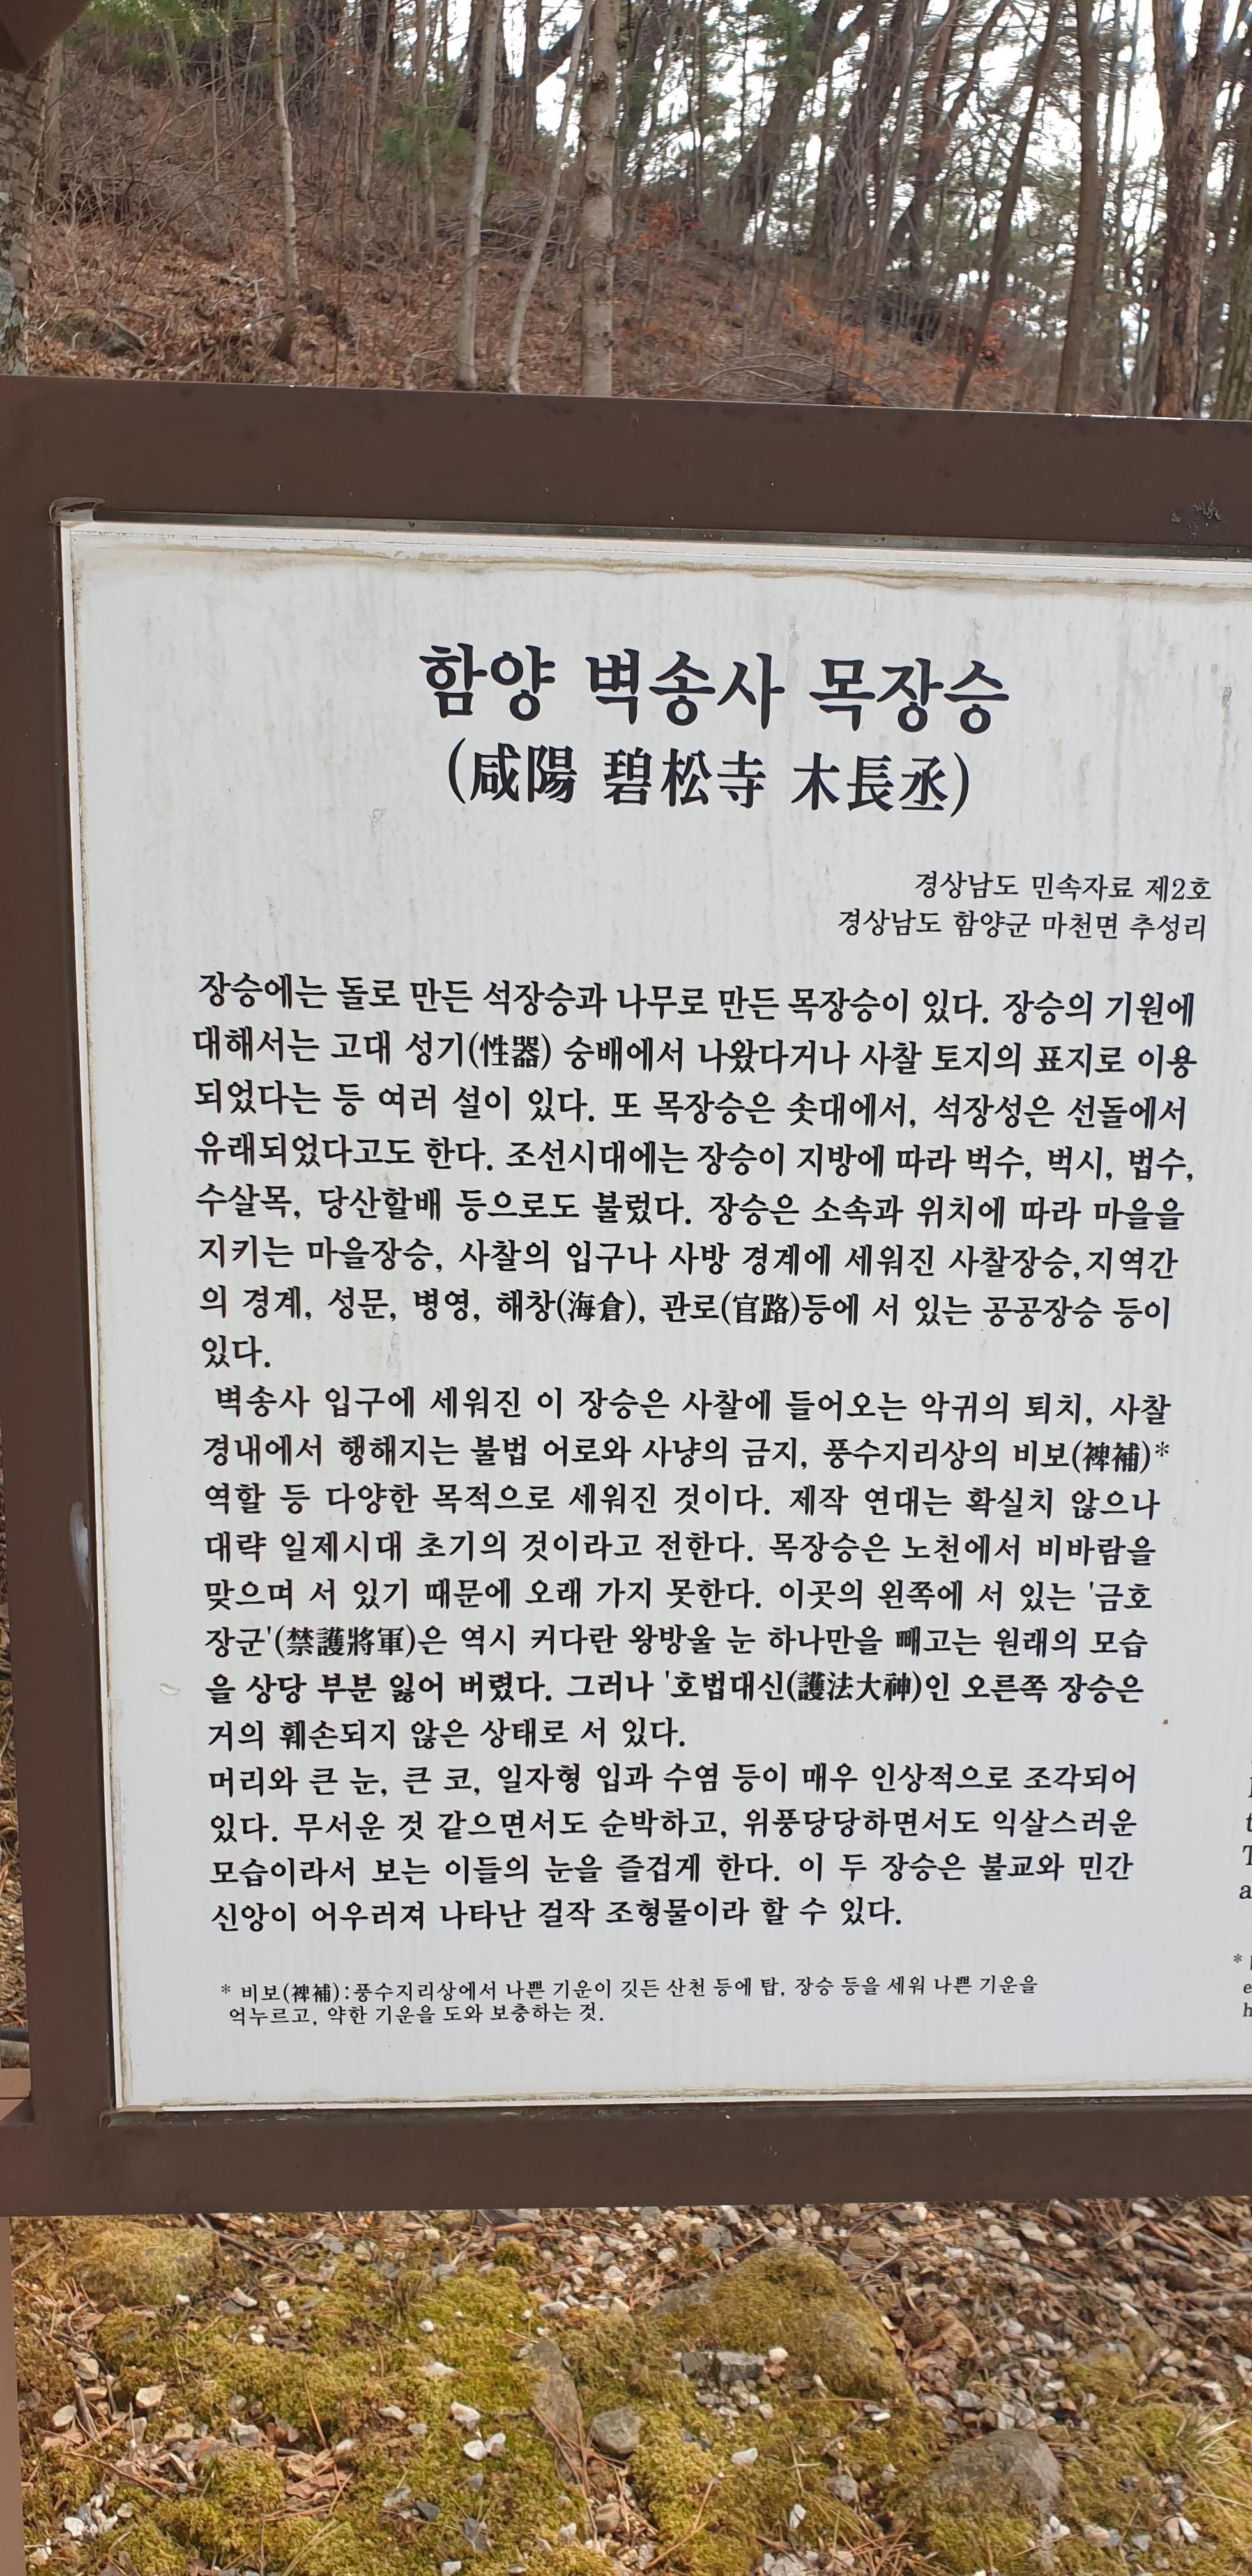 함양 벽송사 목장승
(咸陽 碧松寺 木長丞)
경상남도 민속자료 제2호
경상남도 함양군 마천면 추성리
장승에는 돌로 만든 석장승과 나무로 만든 목장승이 있다. 장승의 기원에
대해서는 고대 성기(性器) 숭배에서 나왔다거나 사찰 토지의 표지로 이용
되었다는 등 여러 설이 있다. 또 목장승은 솟대에서, 석장성은 선돌에서
유래되었다고도 한다. 조선시대에는 장승이 지방에 따라 벅수, 벅시, 법수,
수살목, 당산할배 등으로도 불렀다. 장승은 소속과 위치에 따라 마을을
지키는 마을장승, 사찰의 입구나 사방 경계에 세워진 사찰장승,지역간
의 경계, 성문, 병영, 해창(海倉), 관로(官路)등에 서 있는 공공장승 등이
있다.
벽송사 입구에 세워진 이 장승은 사찰에 들어오는 악귀의 퇴치, 사찰
경내에서 행해지는 불법 어로와 사냥의 금지, 풍수지리상의 비보(裨補)*
역할 등 다양한 목적으로 세워진 것이다. 제작 연대는 확실치 않으나
대략 일제시대 초기의 것이라고 전한다. 목장승은 노천에서 비바람을
맞으며 서 있기 때문에 오래 가지 못한다. 이곳의 왼쪽에 서 있는 '금호
장군'(禁護將軍)은 역시 커다란 왕방울 눈 하나만을 빼고는 원래의 모습
을 상당 부분 잃어 버렸다. 그러나 '호법대신(護法大神)인 오른쪽 장승은
거의 훼손되지 않은 상태로 서 있다.
머리와 큰 눈, 큰 코, 일자형 입과 수염 등이 매우 인상적으로 조각되어
있다. 무서운 것 같으면서도 순박하고, 위풍당당하면서도 익살스러운
모습이라서 보는 이들의 눈을 즐겁게 한다. 이 두 장승은 불교와 민간
신앙이 어우러져 나타난 걸작 조형물이라 할 수 있다.
* 비보(裨補):풍수지리상에서 나쁜 기운이 깃든 산천 등에 탑, 장승 등을 세워 나쁜 기운을
억누르고, 약한 기운을 도와 보충하는 것.